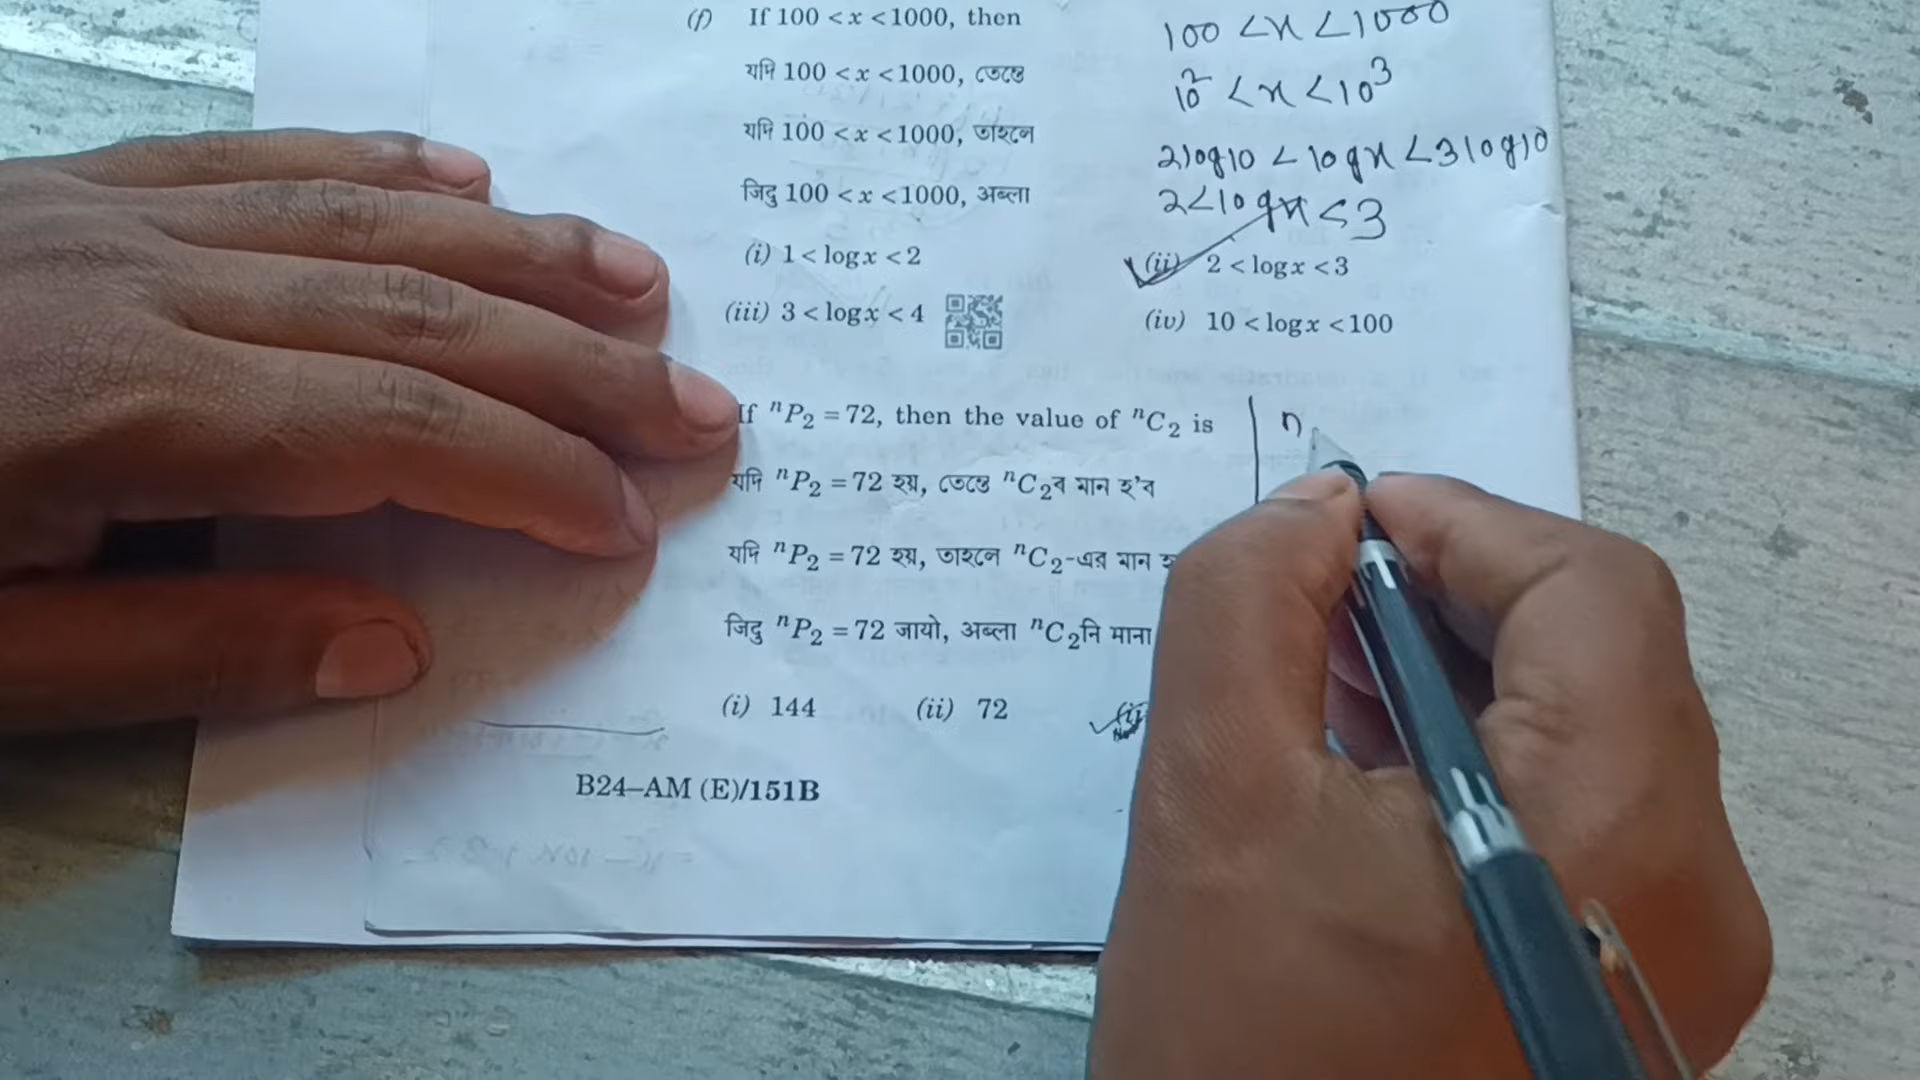 (f) If 100 < x < 1000, then
যদি 100 < x < 1000, তেন্তে
যদি 100 < x < 1000, তাহলে
जिदु 100 < x < 1000, अब्ला
(i) 1 < log x < 2
(ii) 2 < log x < 3
(iii) 3 < log x < 4
(iv) 10 < log x < 100
100 < x < 1000
10² < x < 10³
2log10 < logx < 3log10
2 < logx < 3
If ⁿP₂ = 72, then the value of ⁿC₂ is
n
যদি ⁿP₂ = 72 হয়, তেন্তে ⁿC₂ৰ মান হ'ব
যদি ⁿP₂ = 72 হয়, তাহলে ⁿC₂-এর মান
जिदु ⁿP₂ = 72 जायो, अब्ला ⁿC₂नि माना
(i) 144 (ii) 72
B24–AM (E)/151B